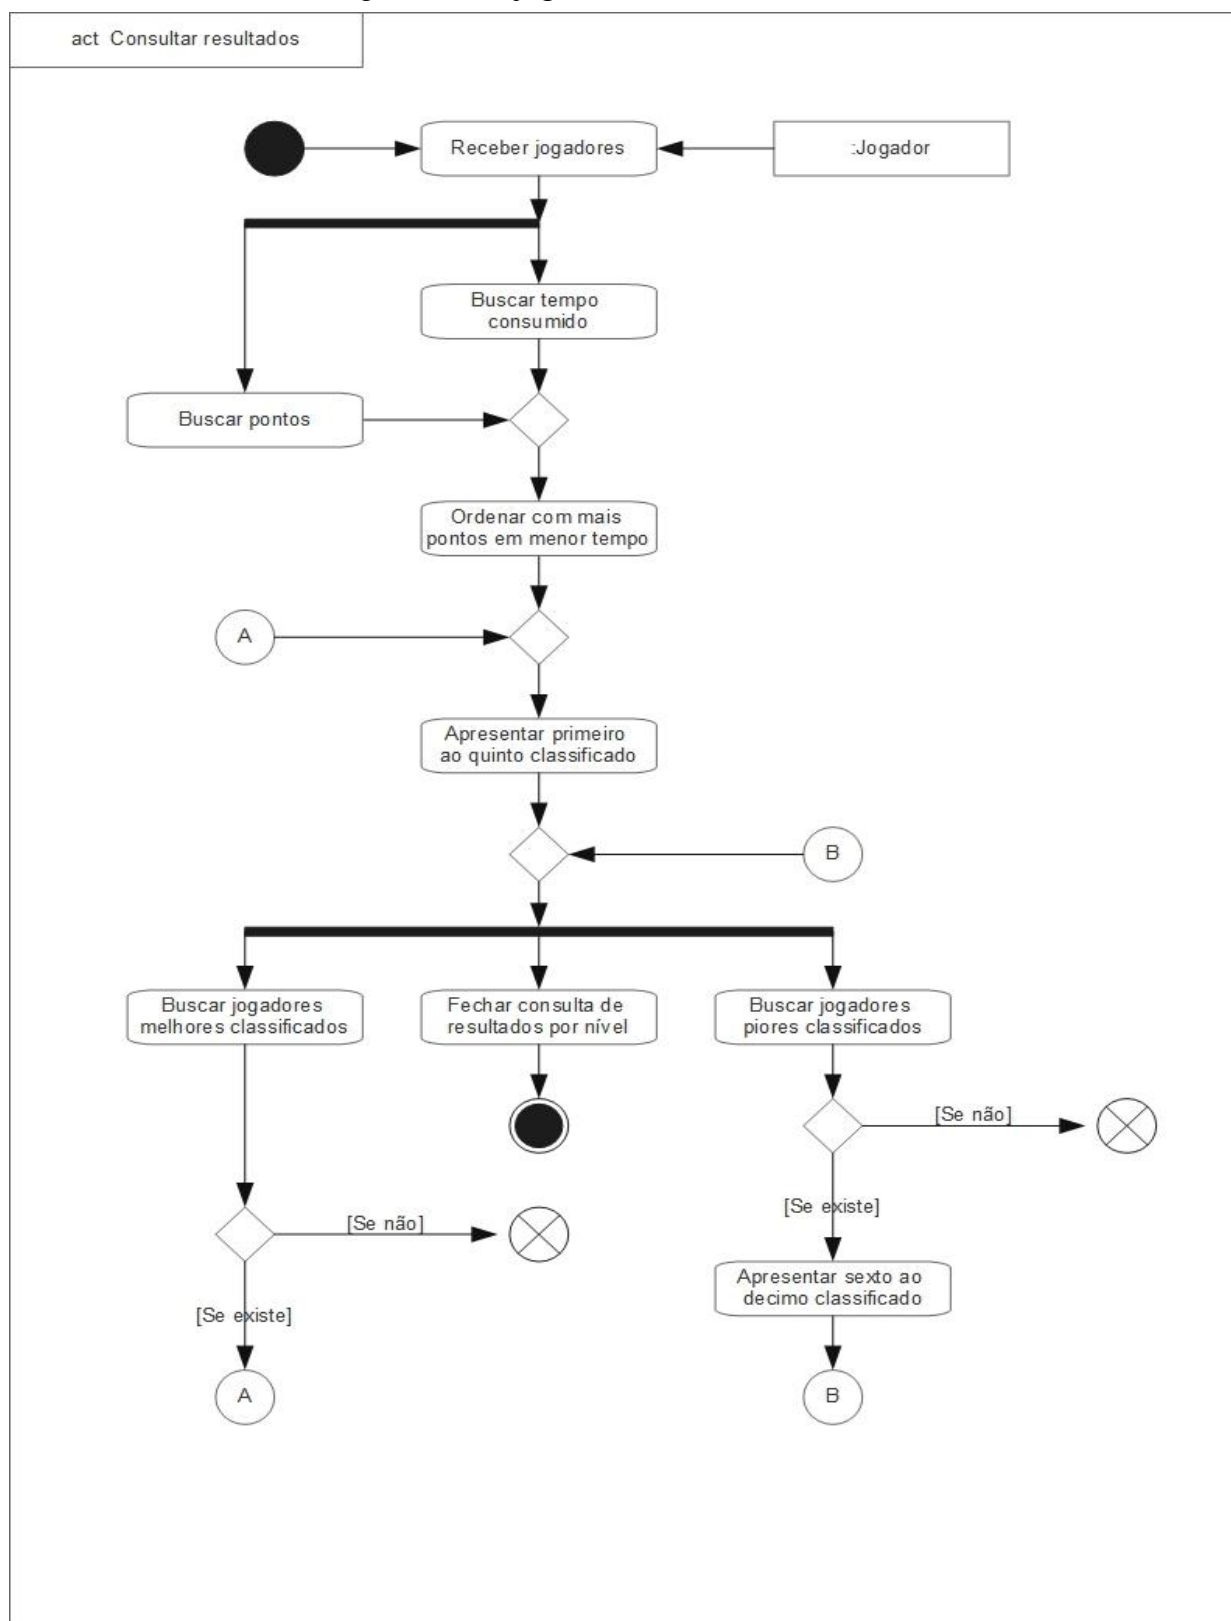 act Consultar resultados
Receber jogadores
:Jogador
Buscar tempo
consumido
Buscar pontos
Ordenar com mais
pontos em menor tempo
A
Apresentar primeiro
ao quinto classificado
B
Buscar jogadores
melhores classificados
Fechar consulta de
resultados por nível
Buscar jogadores
piores classificados
[Se não]
[Se existe]
[Se não]
Apresentar sexto ao
decimo classificado
[Se existe]
A
B